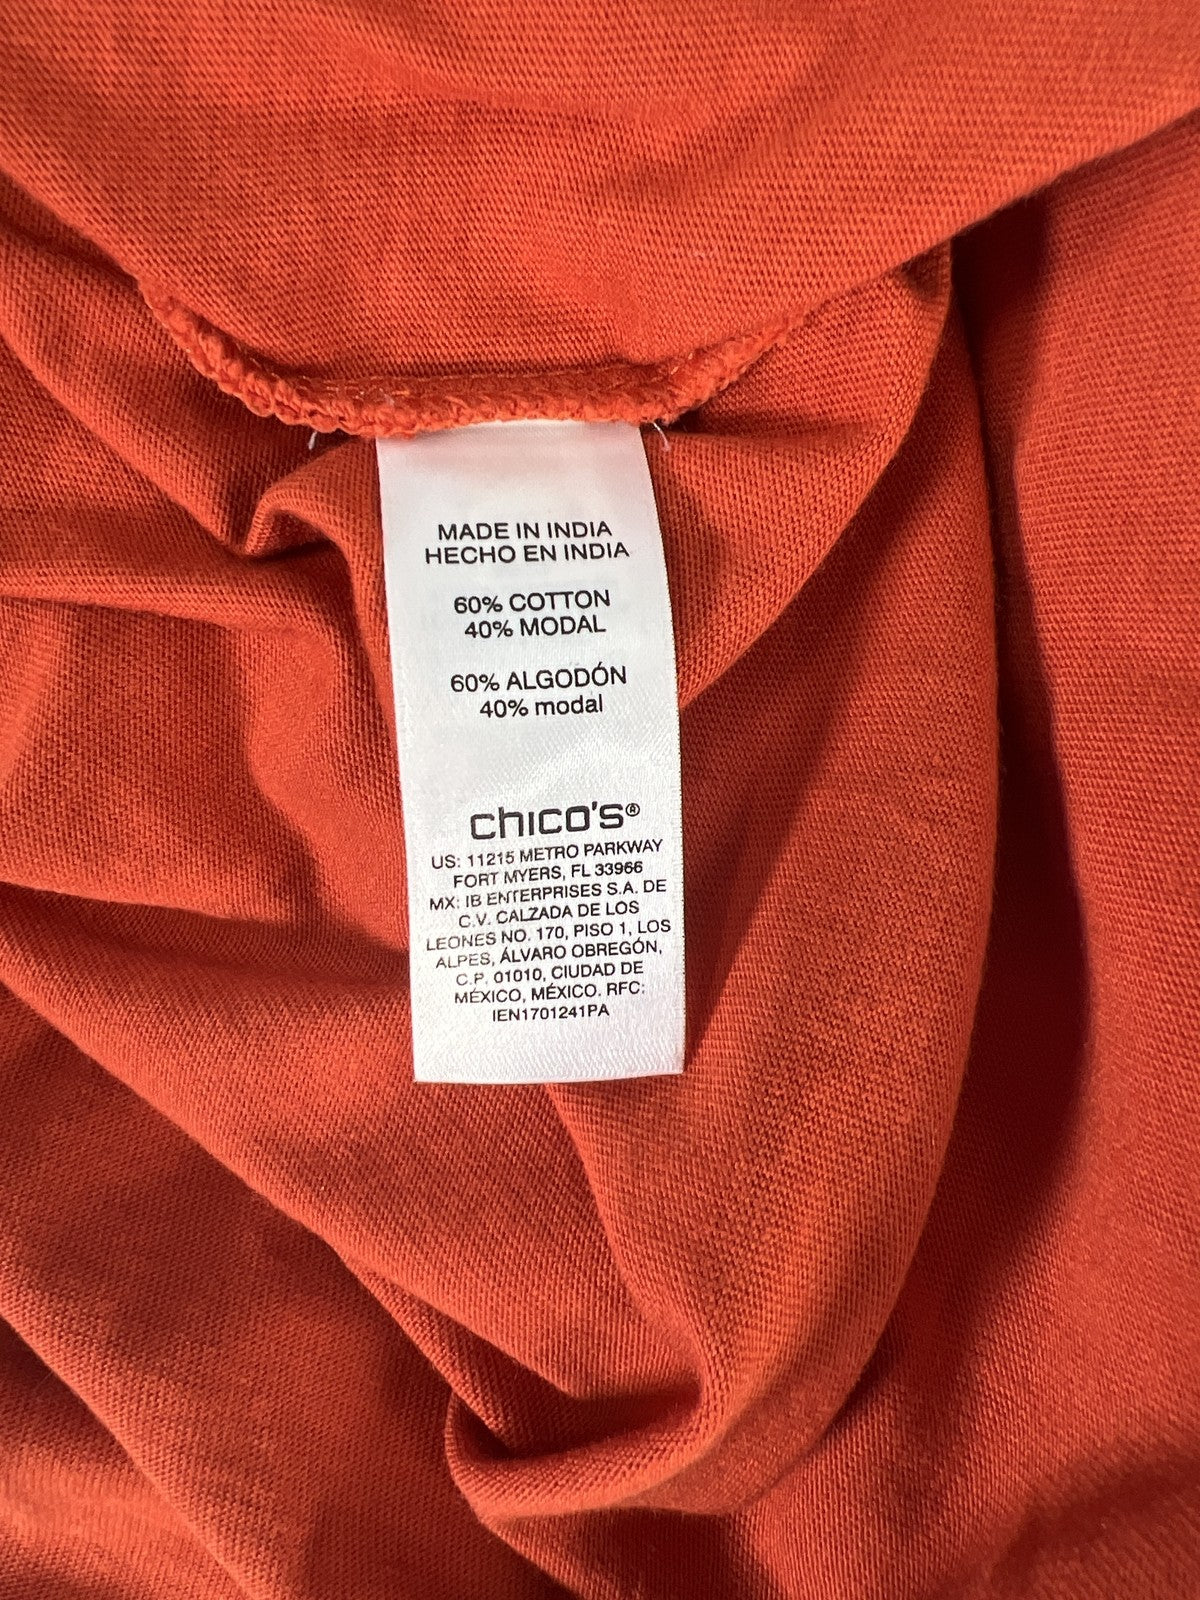 MADE IN INDIA
HECHO EN INDIA
60% COTTON
40% MODAL
60% ALGODÓN
40% modal
chico's®
US: 11215 METRO PARKWAY
FORT MYERS, FL 33966
MX: IB ENTERPRISES S.A. DE
C.V. CALZADA DE LOS
LEONES NO. 170, PISO 1, LOS
ALPES, ÁLVARO OBREGÓN,
C.P. 01010, CIUDAD DE
MÉXICO, MÉXICO. RFC:
IEN1701241PA